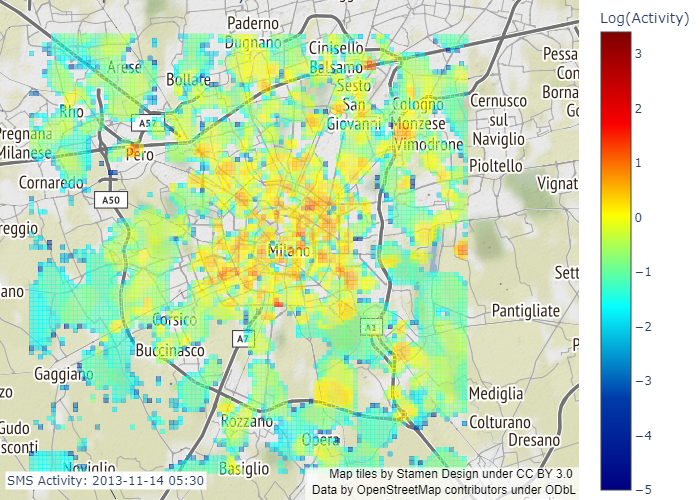 Log(Activity)
3
2
1
0
−1
−2
−3
−4
−5
Paderno
Dugnano
Cinisello
Balsamo
Arese
Bollate
Sesto
San
Giovanni
Cologno
Monzese
Vimodrone
Cernusco
sul
Naviglio
Pessa
Con
Borna
Go
Rho
A52
Pregnana
Milanese
Pero
Pioltello
Cornaredo
Vignat
A50
reggio
Milano
Sett
ano
Pantigliate
Corsico
A7
A1
P
Buccinasco
Gaggiano
zo
Mediglia
Rozzano
Colturano
Gudo
sconti
Opera
Dresano
Noviglio
Basiglio
SMS Activity: 2013-11-14 05:30
Map tiles by Stamen Design under CC BY 3.0
Data by OpenStreetMap contributors under ODbL